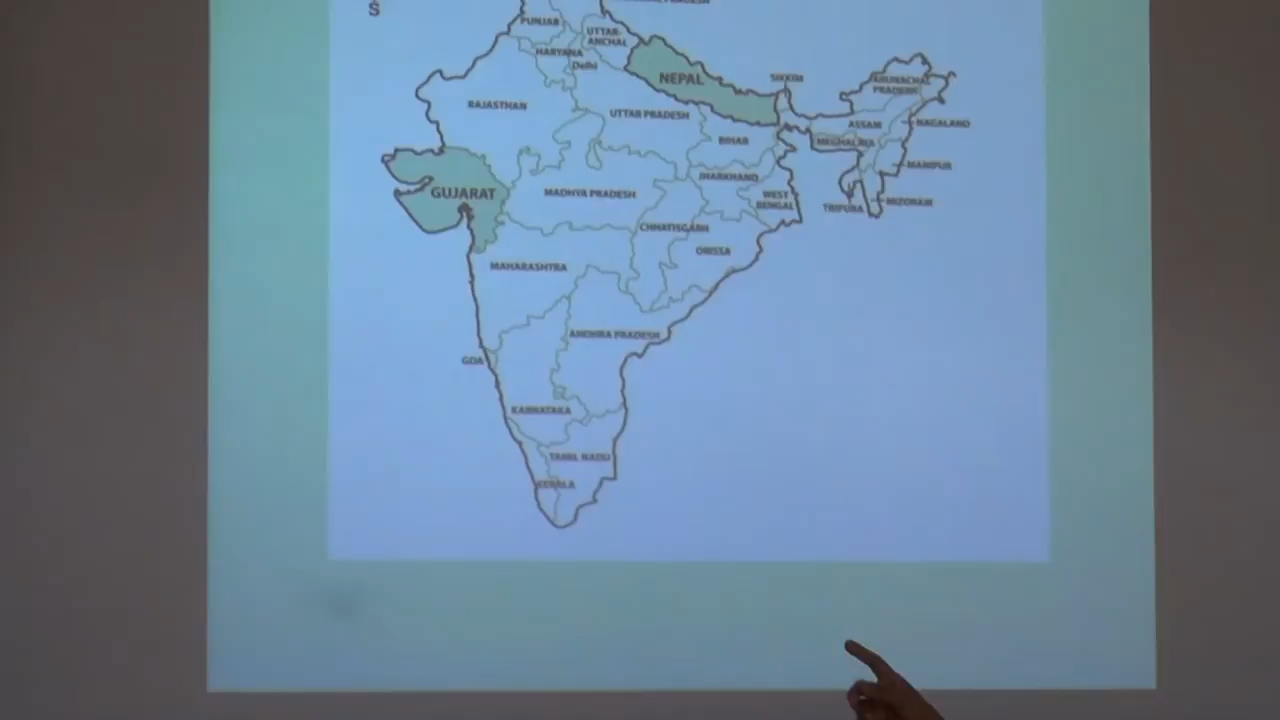 S
PUNJAB
UTTAR-
ANCHAL
HARYANA
Delhi
NEPAL
SIKKIM
ARUNACHAL
PRADESH
RAJASTHAN
UTTAR PRADESH
ASSAM
NAGALAND
BIHAR
MEGHALAYA
MANIPUR
JHARKHAND
GUJARAT
MADHYA PRADESH
WEST
BENGAL
TRIPURA
MIZORAM
CHHATISGARH
ORISSA
MAHARASHTRA
ANDHRA PRADESH
GOA
KARNATAKA
TAMIL NADU
KERALA